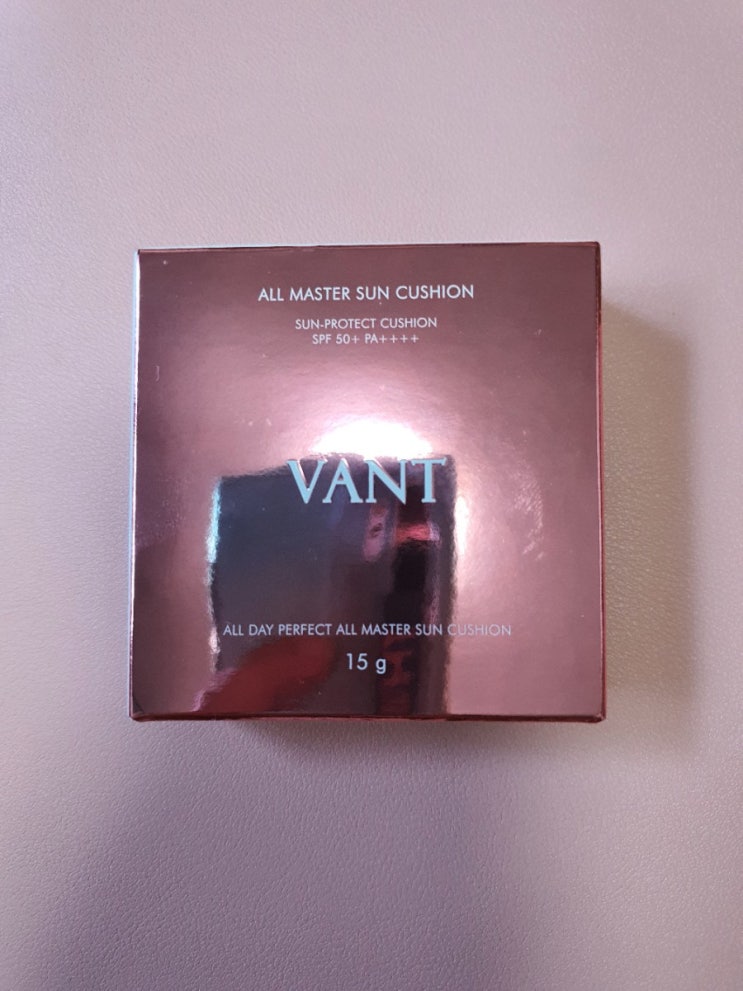 ALL MASTER SUN CUSHION
SUN-PROTECT CUSHION
SPF 50+ PA++++
VANT
ALL DAY PERFECT ALL MASTER SUN CUSHION
15 g